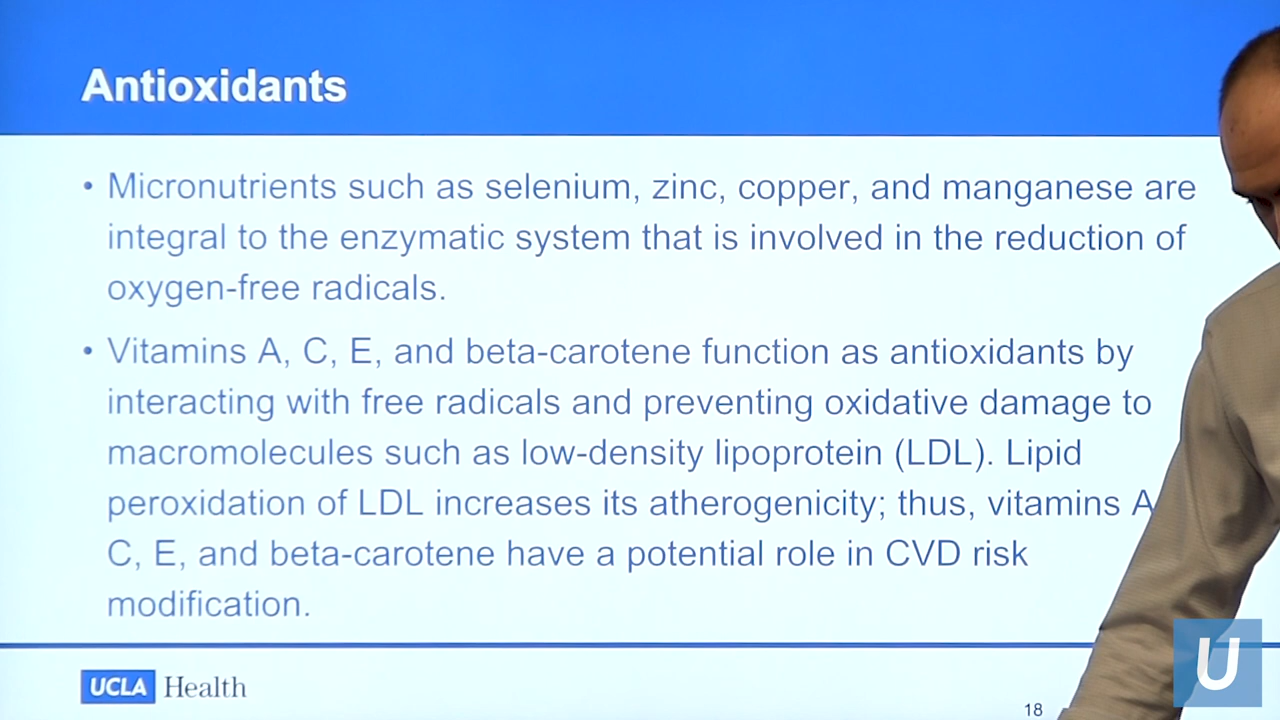 Antioxidants
• Micronutrients such as selenium, zinc, copper, and manganese are
integral to the enzymatic system that is involved in the reduction of
oxygen-free radicals.
• Vitamins A, C, E, and beta-carotene function as antioxidants by
interacting with free radicals and preventing oxidative damage to
macromolecules such as low-density lipoprotein (LDL). Lipid
peroxidation of LDL increases its atherogenicity; thus, vitamins A
C, E, and beta-carotene have a potential role in CVD risk
modification.
UCLA Health
18
U